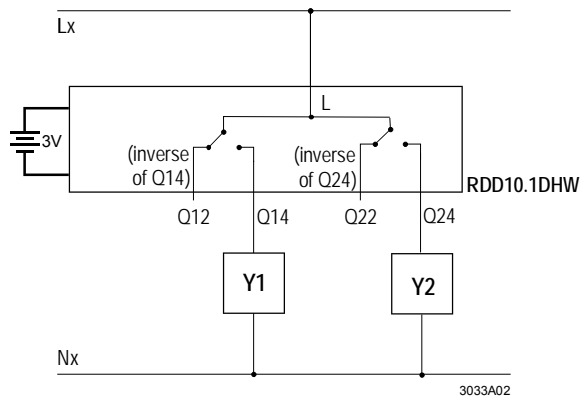 Lx
L
3V
(inverse
of Q14)
(inverse
of Q24)
RDD10.1DHW
Q12
Q14
Q22
Q24
Y1
Y2
Nx
3033A02